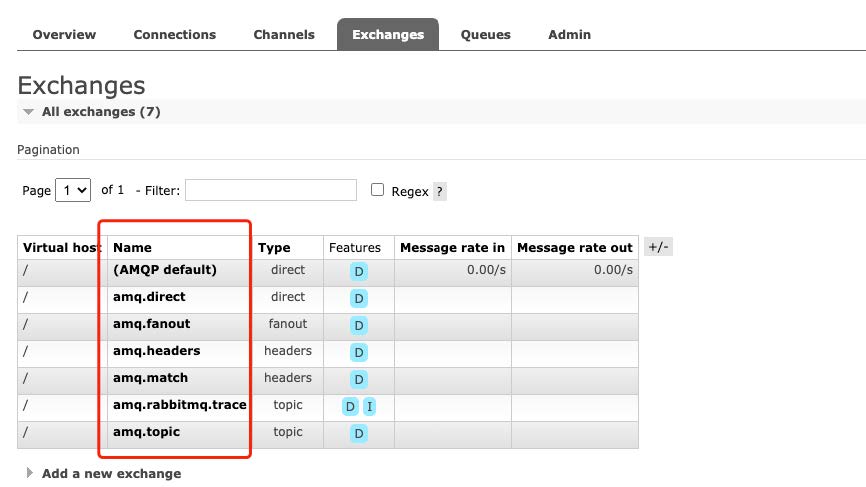 Overview Connections Channels Exchanges Queues Admin
Exchanges
All exchanges (7)
Pagination
Page 1 of 1 - Filter: Regex ?
Virtual host Name Type Features Message rate in Message rate out +/-
/ (AMQP default) direct D 0.00/s 0.00/s
/ amq.direct direct D
/ amq.fanout fanout D
/ amq.headers headers D
/ amq.match headers D
/ amq.rabbitmq.trace topic D I
/ amq.topic topic D
Add a new exchange